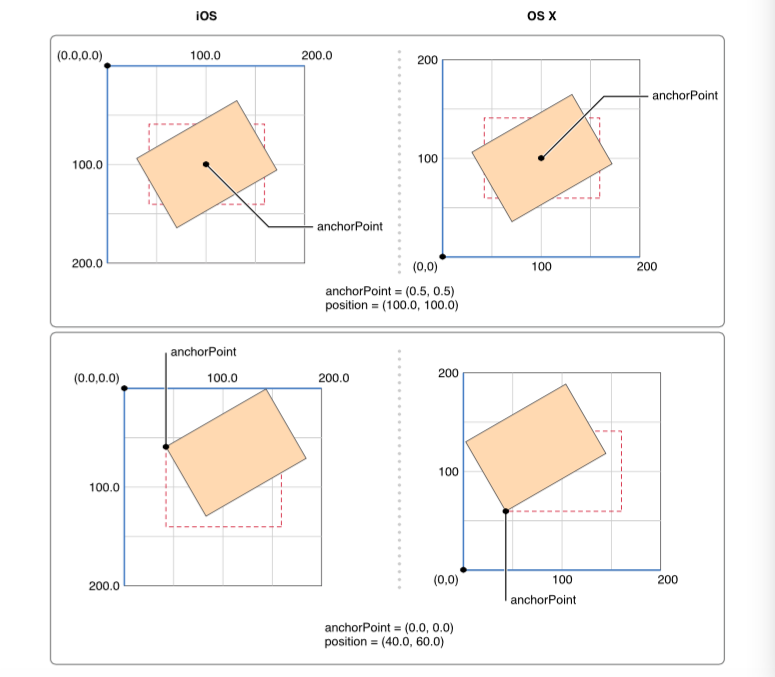 iOS
OS X
(0.0,0.0)
100.0
200.0
100.0
200.0
anchorPoint
200
100
(0,0)
100
200
anchorPoint
anchorPoint = (0.5, 0.5)
position = (100.0, 100.0)
anchorPoint
(0.0,0.0)
100.0
200.0
100.0
200.0
200
100
(0,0)
100
200
anchorPoint
anchorPoint = (0.0, 0.0)
position = (40.0, 60.0)